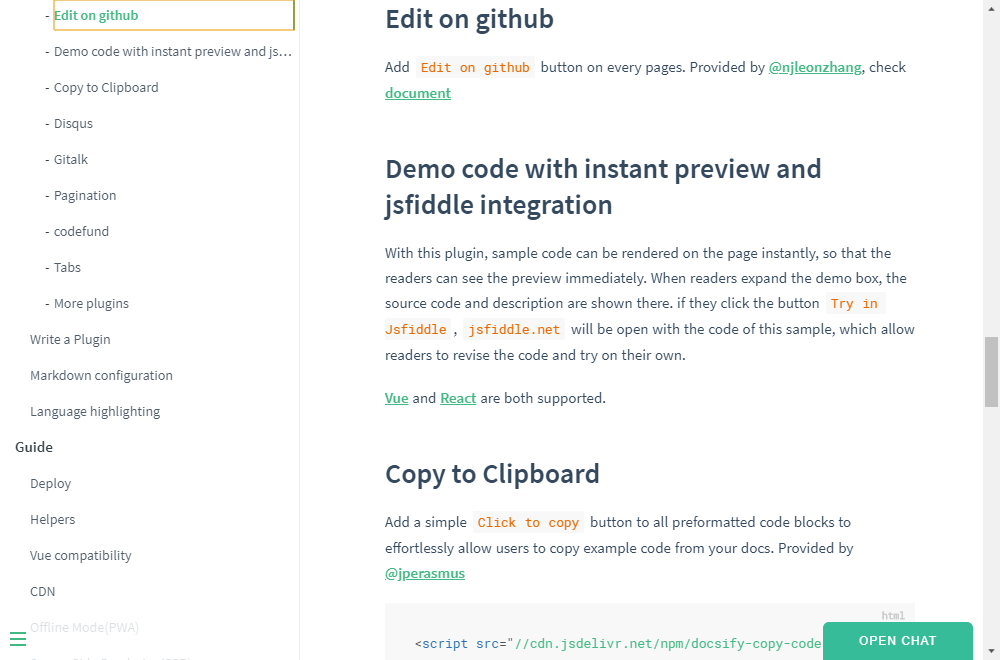 - Edit on github
- Demo code with instant preview and js…
- Copy to Clipboard
- Disqus
- Gitalk
- Pagination
- codefund
- Tabs
- More plugins
Write a Plugin
Markdown configuration
Language highlighting
Guide
Deploy
Helpers
Vue compatibility
CDN
Offline Mode(PWA)
Edit on github
Add Edit on github button on every pages. Provided by @njleonzhang, check
document
Demo code with instant preview and
jsfiddle integration
With this plugin, sample code can be rendered on the page instantly, so that the
readers can see the preview immediately. When readers expand the demo box, the
source code and description are shown there. if they click the button Try in
Jsfiddle , jsfiddle.net will be open with the code of this sample, which allow
readers to revise the code and try on their own.
Vue and React are both supported.
Copy to Clipboard
Add a simple Click to copy button to all preformatted code blocks to
effortlessly allow users to copy example code from your docs. Provided by
@jperasmus
html
<script src="//cdn.jsdelivr.net/npm/docsify-copy-code
OPEN CHAT